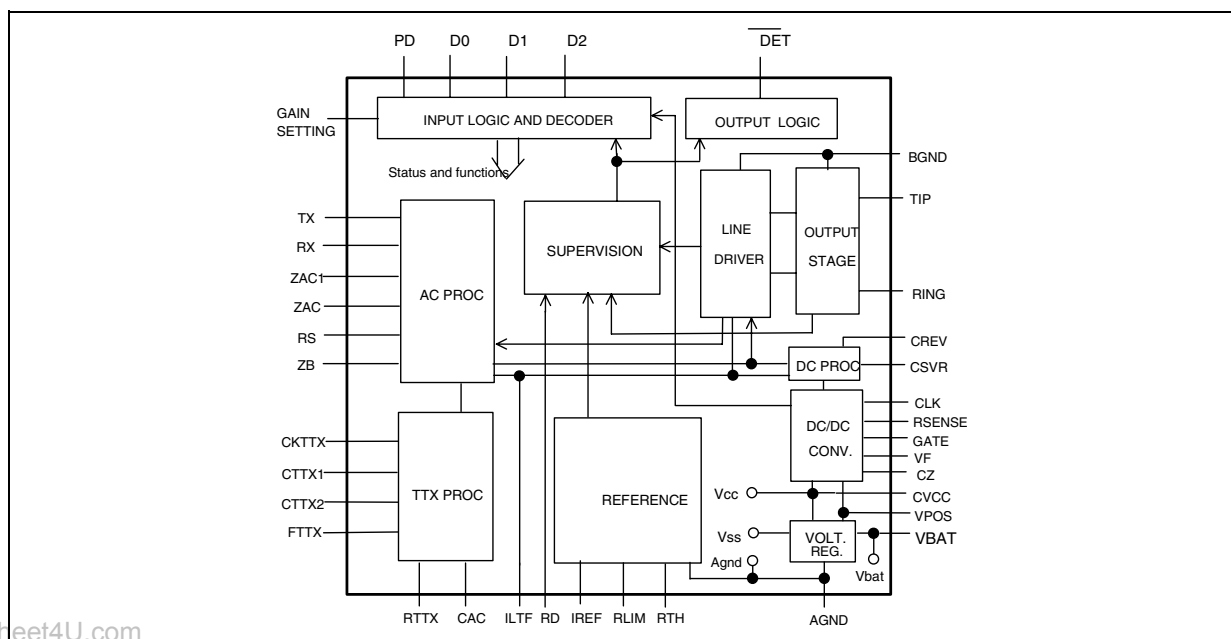 PD D0 D1 D2 DET
GAIN
SETTING
INPUT LOGIC AND DECODER
OUTPUT LOGIC
Status and functions
BGND
TIP
RING
TX
RX
ZAC1
ZAC
RS
ZB
AC PROC
SUPERVISION
LINE
DRIVER
OUTPUT
STAGE
CREV
CSVR
DC PROC
CLK
RSENSE
GATE
VF
CZ
CVCC
VPOS
VBAT
DC/DC
CONV.
CKTTX
CTTX1
CTTX2
FTTX
TTX PROC
REFERENCE
Vcc
Vss
Agnd
VOLT.
REG.
Vbat
RTTX CAC ILTF RD IREF RLIM RTH AGND
heet4U.com